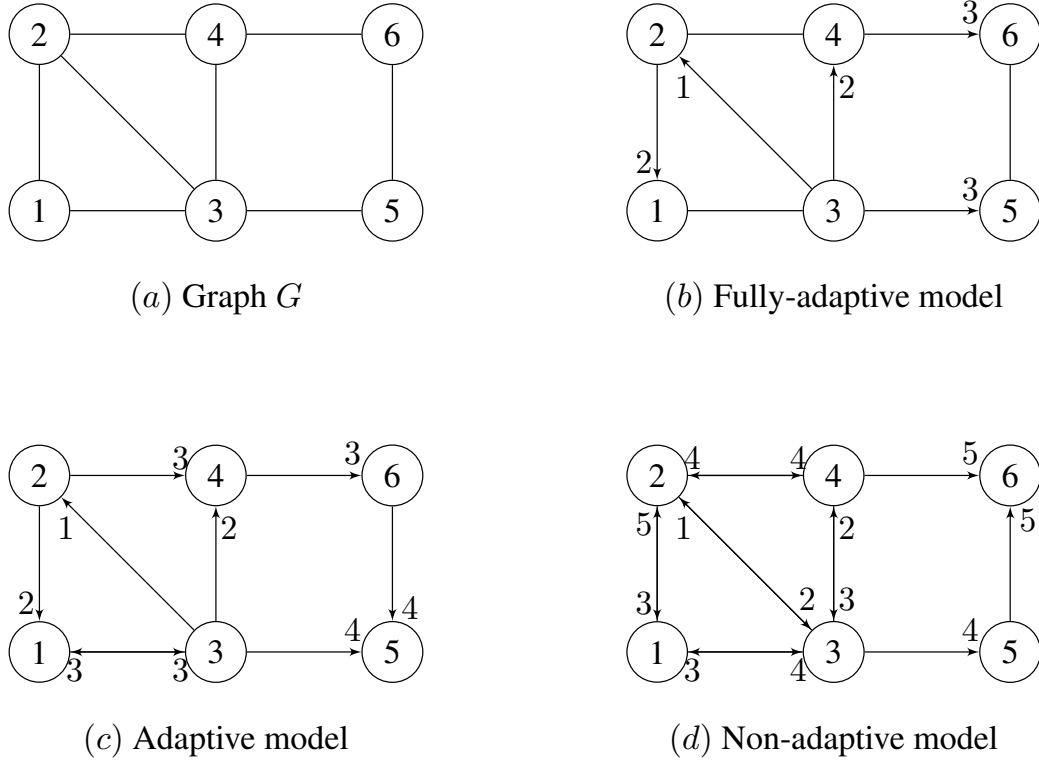 2 4 6
1 3 5
(a) Graph G
3
2 4 6
1 2
2 3
1 3 5
(b) Fully-adaptive model
3 3
2 4 6
1 2
2 4 4
1 3 5
3 3
(c) Adaptive model
4 4 5
2 4 6
5 1 2 5
3 2 3 4
1 3 5
3 4
(d) Non-adaptive model